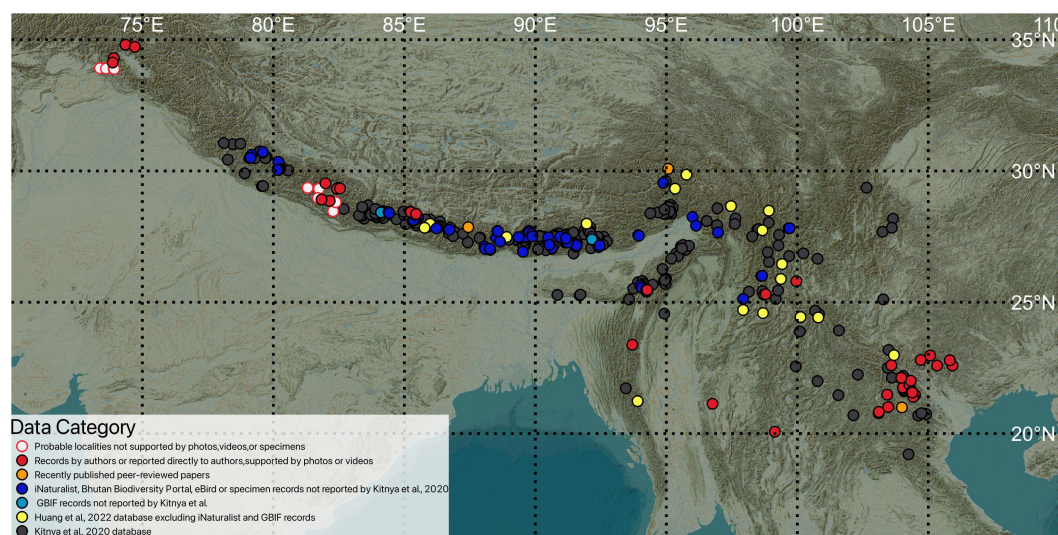 75°E 80°E 85°E 90°E 95°E 100°E 105°E 110
35°N
30°N
25°N
20°N
Data Category
Probable localities not supported by photos,videos,or specimens
Records by authors or reported directly to authors,supported by photos or videos
Recently published peer-reviewed papers
iNaturalist, Bhutan Biodiversity Portal, eBird or specimen records not reported by Kitnya et al, 2020
GBIF records not reported by Kitnya et al.
Huang et al, 2022 database excluding iNaturalist and GBIF records
Kitnya et al, 2020 database